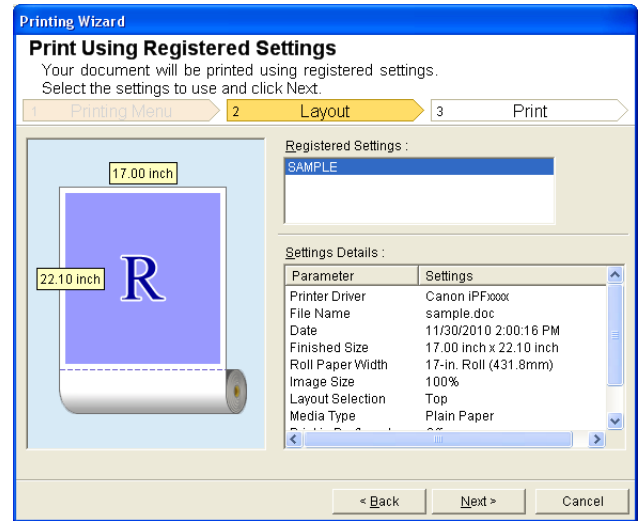 Printing Wizard
Print Using Registered Settings
Your document will be printed using registered settings.
Select the settings to use and click Next.
1 Printing Menu 2 Layout 3 Print
17.00 inch
22.10 inch
R
Registered Settings :
SAMPLE
Settings Details :
Parameter Settings
Printer Driver Canon iPFxxxx
File Name sample.doc
Date 11/30/2010 2:00:16 PM
Finished Size 17.00 inch x 22.10 inch
Roll Paper Width 17-in. Roll (431.8mm)
Image Size 100%
Layout Selection Top
Media Type Plain Paper
< Back Next > Cancel